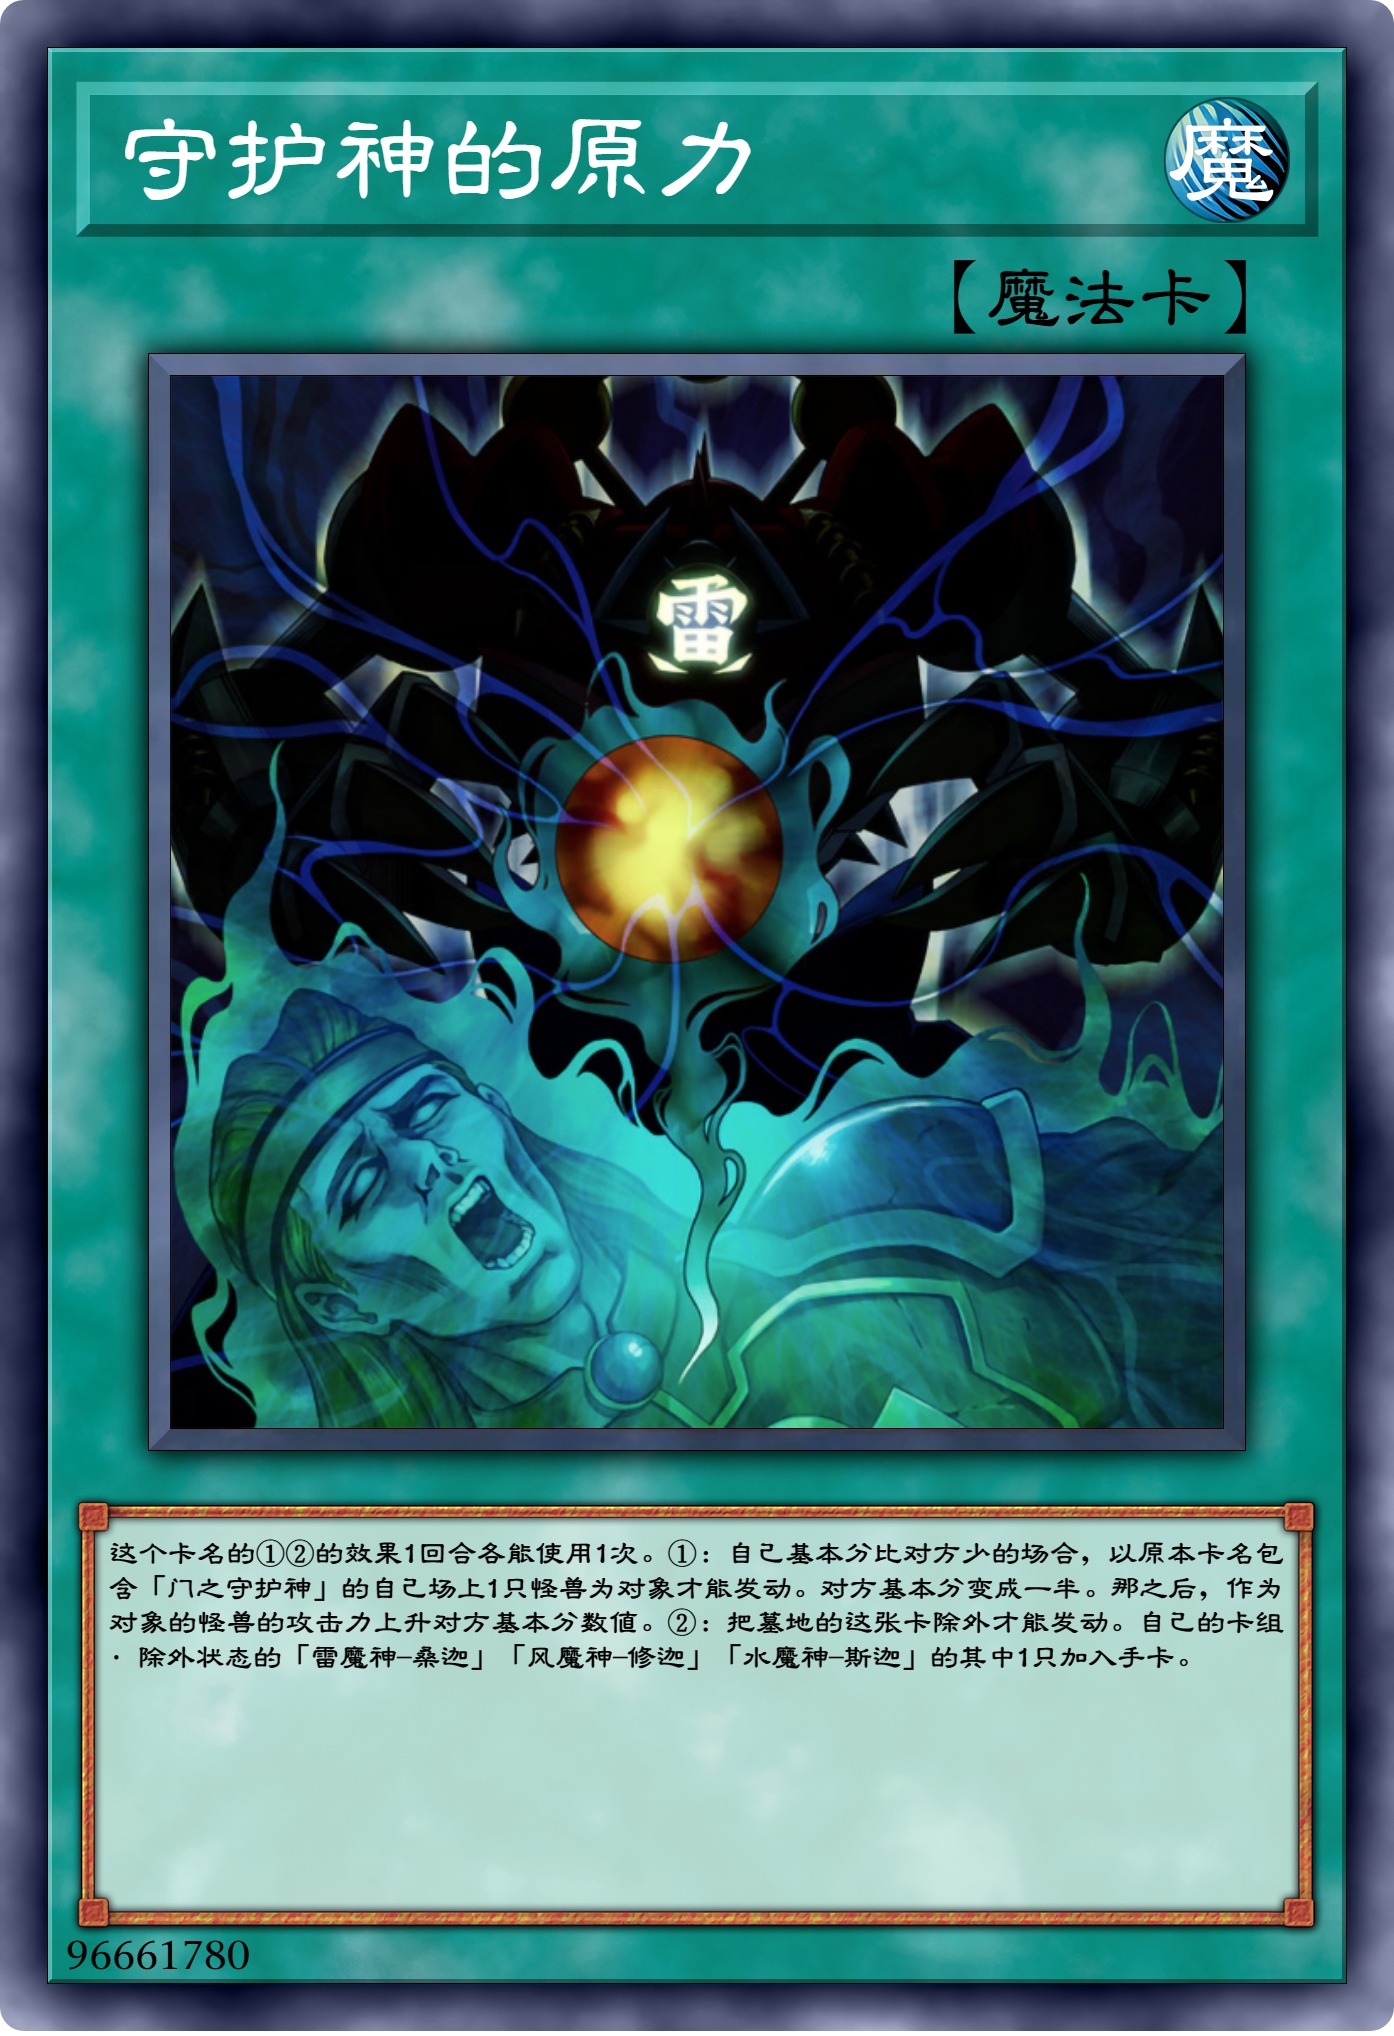 守护神的原力
魔
【魔法卡】
雷
这个卡名的①②的效果1回合各能使用1次。①：自己基本分比对方少的场合，以原本卡名包
含「门之守护神」的自己场上1只怪兽为对象才能发动。对方基本分变成一半。那之后，作为
对象的怪兽的攻击力上升对方基本分数值。②：把墓地的这张卡除外才能发动。自己的卡组
·除外状态的「雷魔神-桑迦」「风魔神-修迦」「水魔神-斯迦」的其中1只加入手卡。
96661780